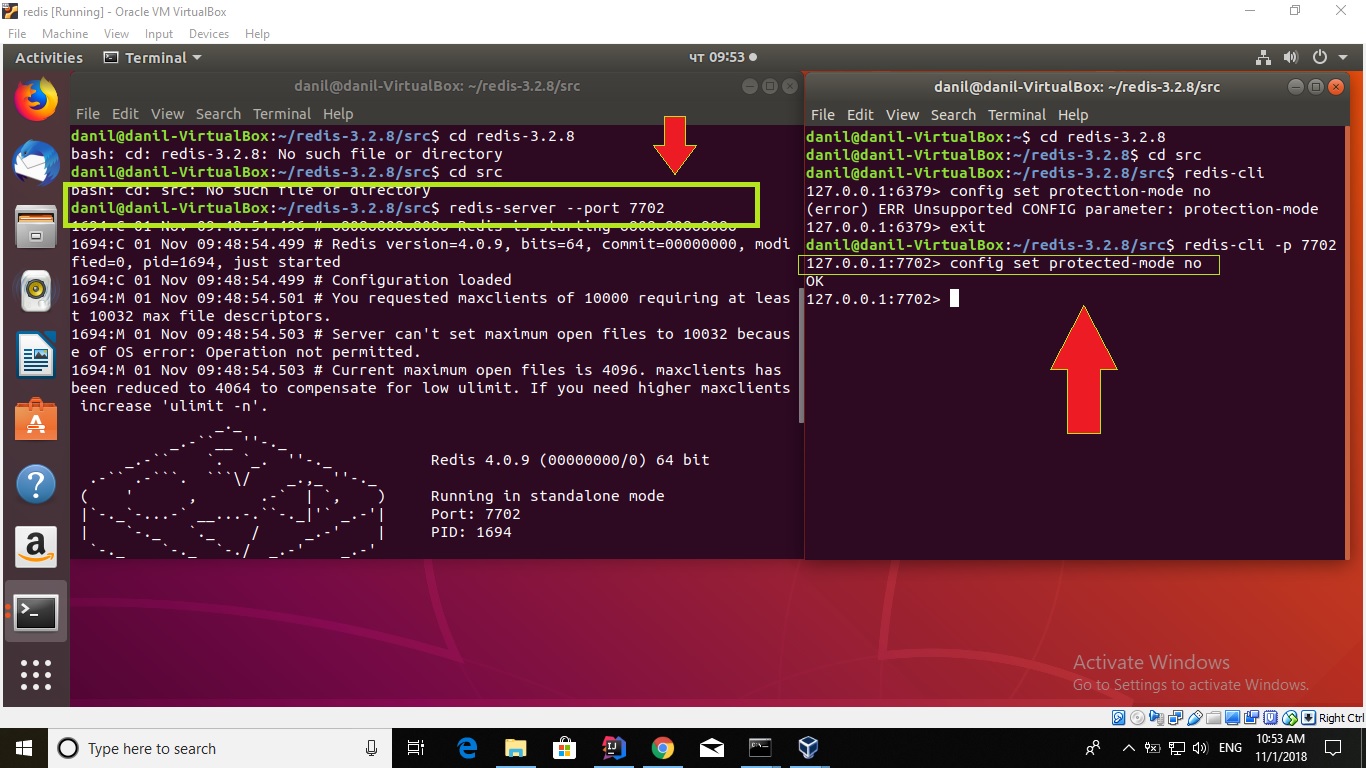 redis [Running] - Oracle VM VirtualBox
File Machine View Input Devices Help
Activities Terminal чт 09:53
danil@danil-VirtualBox: ~/redis-3.2.8/src
File Edit View Search Terminal Help
danil@danil-VirtualBox:~/redis-3.2.8/src$ cd redis-3.2.8
bash: cd: redis-3.2.8: No such file or directory
danil@danil-VirtualBox:~/redis-3.2.8/src$ cd src
bash: cd: src: No such file or directory
danil@danil-VirtualBox:~/redis-3.2.8/src$ redis-server --port 7702
1694:C 01 Nov 09:48:54.496 # oO0OoO0OoO0Oo Redis is starting oO0OoO0OoO0Oo
1694:C 01 Nov 09:48:54.499 # Redis version=4.0.9, bits=64, commit=00000000, modi
fied=0, pid=1694, just started
1694:C 01 Nov 09:48:54.499 # Configuration loaded
1694:M 01 Nov 09:48:54.501 # You requested maxclients of 10000 requiring at leas
t 10032 max file descriptors.
1694:M 01 Nov 09:48:54.503 # Server can't set maximum open files to 10032 becaus
e of OS error: Operation not permitted.
1694:M 01 Nov 09:48:54.503 # Current maximum open files is 4096. maxclients has
been reduced to 4064 to compensate for low ulimit. If you need higher maxclients
increase 'ulimit -n'.
Redis 4.0.9 (00000000/0) 64 bit
Running in standalone mode
Port: 7702
PID: 1694
danil@danil-VirtualBox: ~/redis-3.2.8/src
File Edit View Search Terminal Help
danil@danil-VirtualBox:~$ cd redis-3.2.8
danil@danil-VirtualBox:~/redis-3.2.8$ cd src
danil@danil-VirtualBox:~/redis-3.2.8/src$ redis-cli
127.0.0.1:6379> config set protection-mode no
(error) ERR Unsupported CONFIG parameter: protection-mode
127.0.0.1:6379> exit
danil@danil-VirtualBox:~/redis-3.2.8/src$ redis-cli -p 7702
127.0.0.1:7702> config set protected-mode no
OK
127.0.0.1:7702>
Activate Windows
Go to Settings to activate Windows.
Right Ctrl
Type here to search
ENG
10:53 AM
11/1/2018